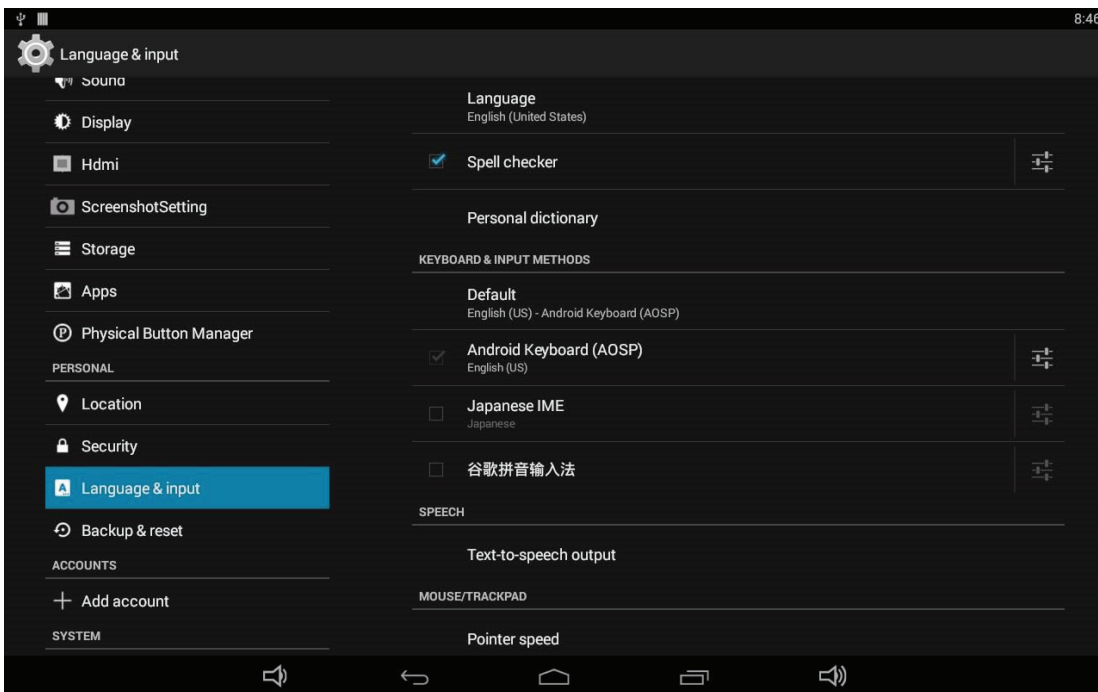 8:46
Language & input
Sound
Display
Hdmi
ScreenshotSetting
Storage
Apps
Physical Button Manager
PERSONAL
Location
Security
Language & input
Backup & reset
ACCOUNTS
Add account
SYSTEM
Language
English (United States)
Spell checker
Personal dictionary
KEYBOARD & INPUT METHODS
Default
English (US) - Android Keyboard (AOSP)
Android Keyboard (AOSP)
English (US)
Japanese IME
Japanese
谷歌拼音输入法
SPEECH
Text-to-speech output
MOUSE/TRACKPAD
Pointer speed